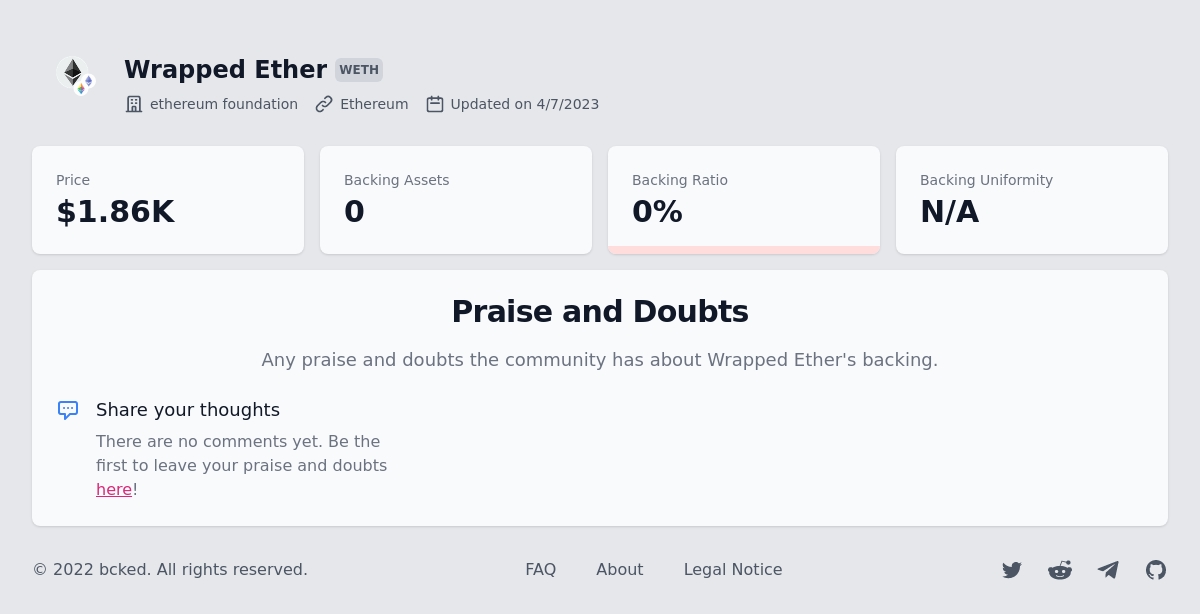 Wrapped Ether WETH
ethereum foundation Ethereum Updated on 4/7/2023
Price
$1.86K
Backing Assets
0
Backing Ratio
0%
Backing Uniformity
N/A
Praise and Doubts
Any praise and doubts the community has about Wrapped Ether's backing.
Share your thoughts
There are no comments yet. Be the
first to leave your praise and doubts
here!
© 2022 bcked. All rights reserved. FAQ About Legal Notice